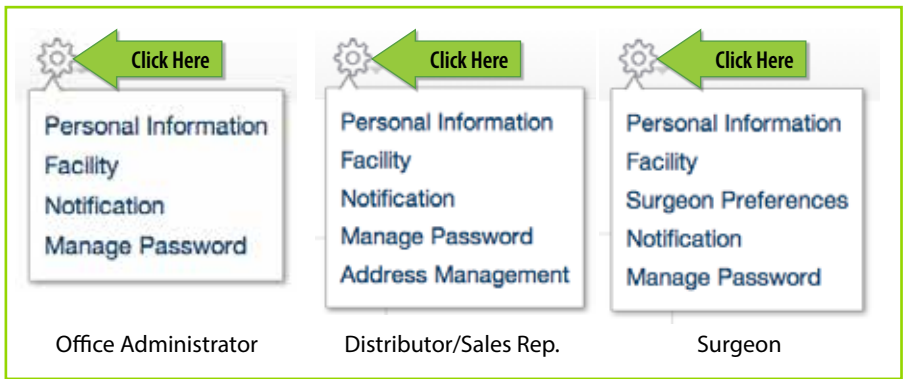 Click Here
Personal Information
Facility
Notification
Manage Password
Office Administrator
Click Here
Personal Information
Facility
Notification
Manage Password
Address Management
Distributor/Sales Rep.
Click Here
Personal Information
Facility
Surgeon Preferences
Notification
Manage Password
Surgeon